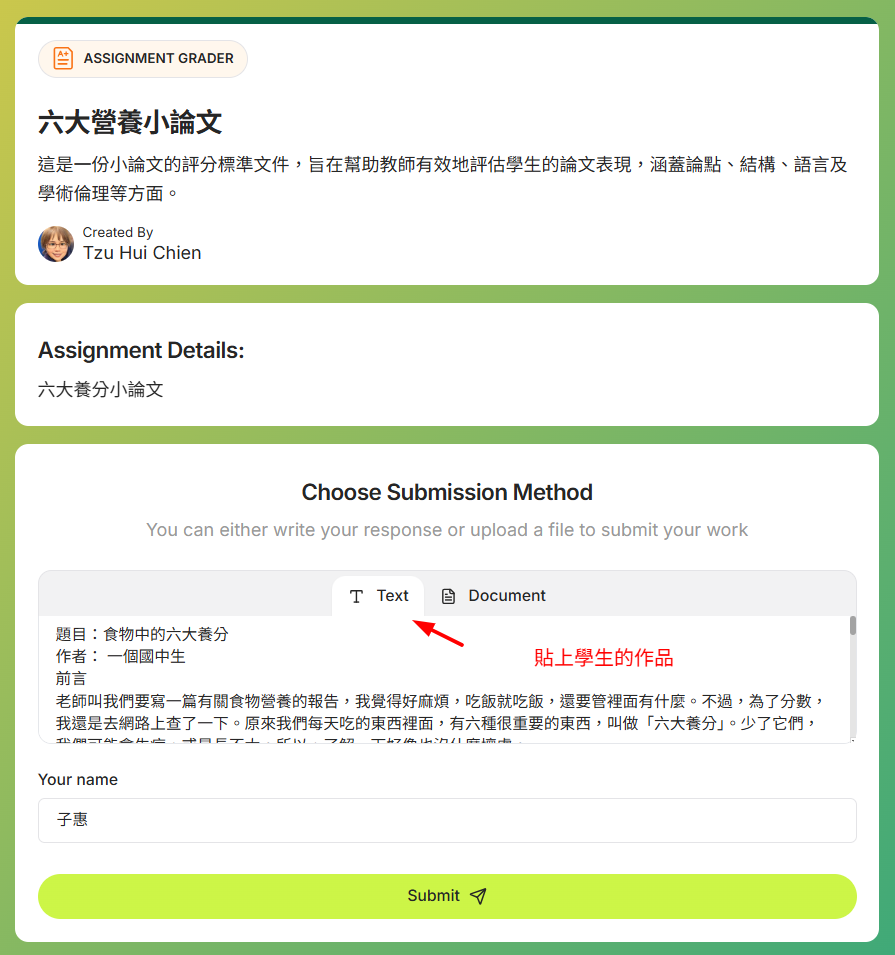 ASSIGNMENT GRADER
六大營養小論文
這是一份小論文的評分標準文件，旨在幫助教師有效地評估學生的論文表現，涵蓋論點、結構、語言及
學術倫理等方面。
Created By
Tzu Hui Chien
Assignment Details:
六大養分小論文
Choose Submission Method
You can either write your response or upload a file to submit your work
Text
Document
題目：食物中的六大養分
作者： 一個國中生
貼上學生的作品
前言
老師叫我們要寫一篇有關食物營養的報告，我覺得好麻煩，吃飯就吃飯，還要管裡面有什麼。不過，為了分數，
我還是去網路上查了一下。原來我們每天吃的東西裡面，有六種很重要的東西，叫做「六大養分」。少了它們，
Your name
子惠
Submit